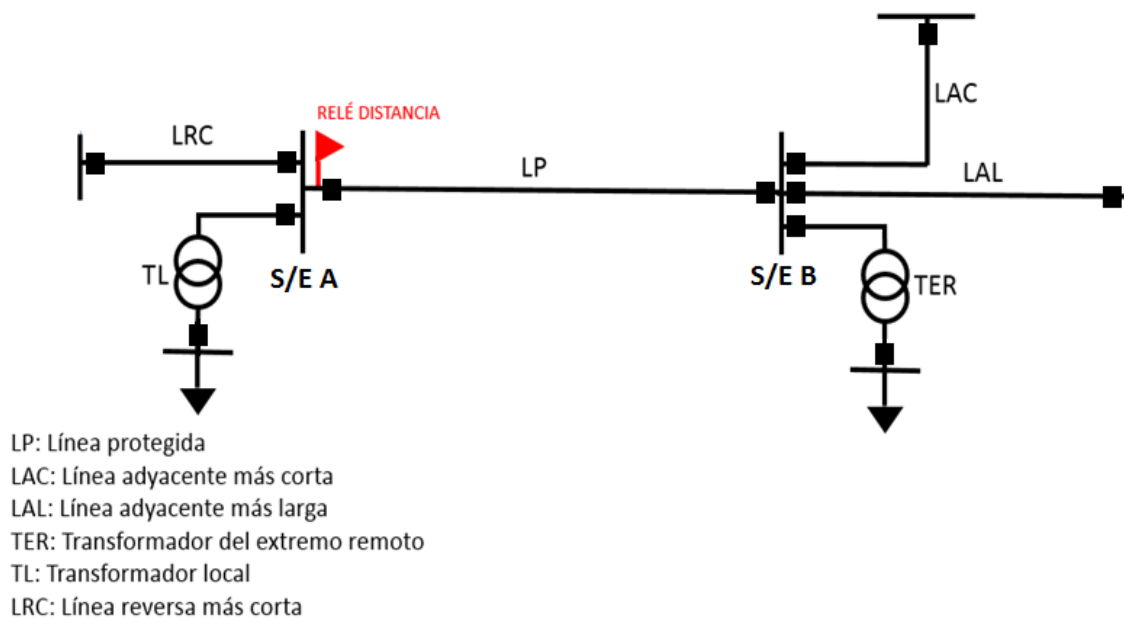 LAC
RELÉ DISTANCIA
LRC
LP
LAL
TL
S/E A
S/E B
TER
LP: Línea protegida
LAC: Línea adyacente más corta
LAL: Línea adyacente más larga
TER: Transformador del extremo remoto
TL: Transformador local
LRC: Línea reversa más corta